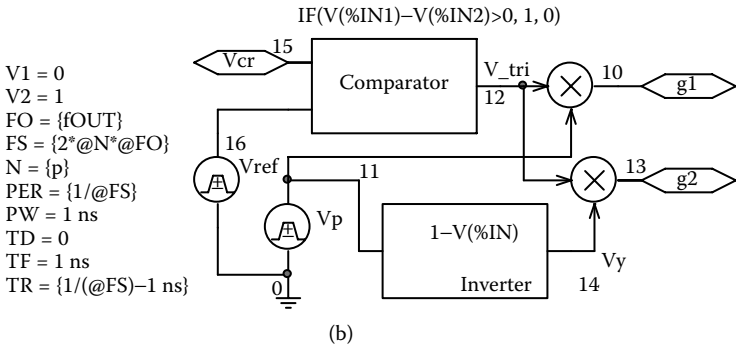 IF(V(%IN1)−V(%IN2)>0, 1, 0)
Vcr
15
Comparator
V_tri
12
10
g1
V1 = 0
V2 = 1
FO = {fOUT}
FS = {2*@N*@FO}
N = {p}
PER = {1/@FS}
PW = 1 ns
TD = 0
TF = 1 ns
TR = {1/(@FS)−1 ns}
16
Vref
11
13
g2
Vp
1−V(%IN)
Inverter
Vy
14
0
(b)